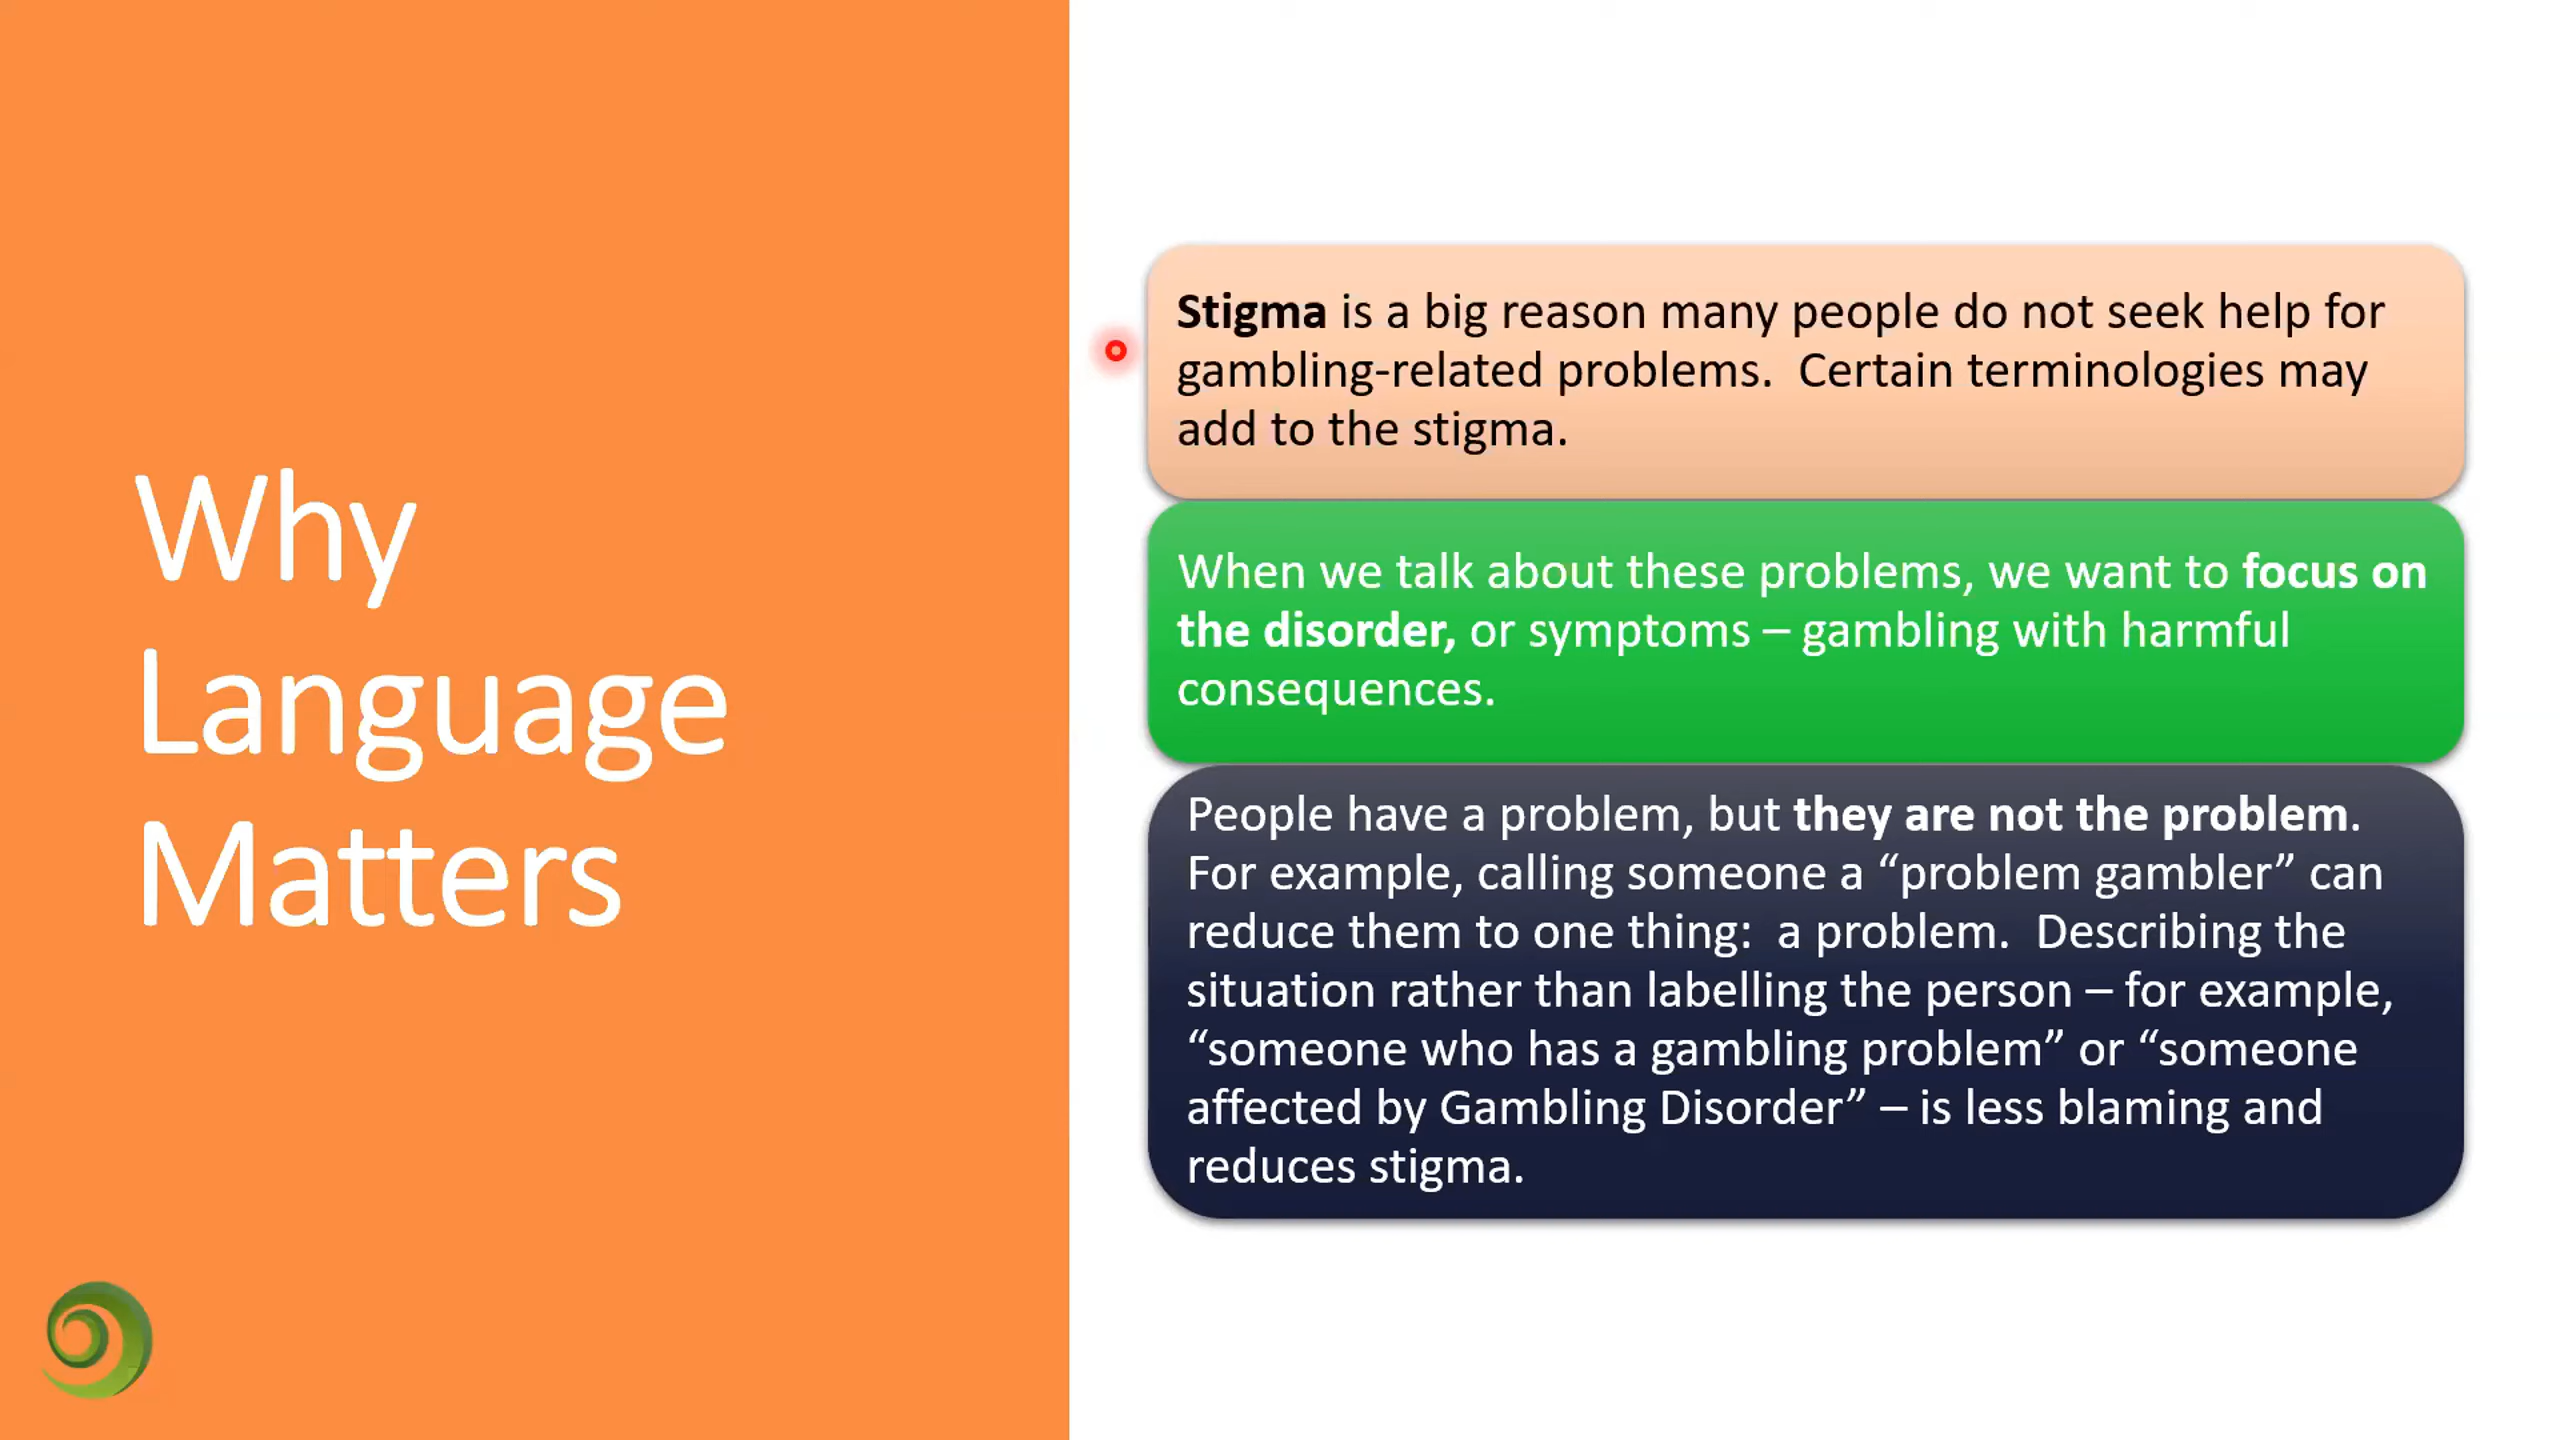 Why
Language
Matters
Stigma is a big reason many people do not seek help for
gambling-related problems.  Certain terminologies may
add to the stigma.
When we talk about these problems, we want to focus on
the disorder, or symptoms – gambling with harmful
consequences.
People have a problem, but they are not the problem.
For example, calling someone a “problem gambler” can
reduce them to one thing:  a problem.  Describing the
situation rather than labelling the person – for example,
“someone who has a gambling problem” or “someone
affected by Gambling Disorder” – is less blaming and
reduces stigma.